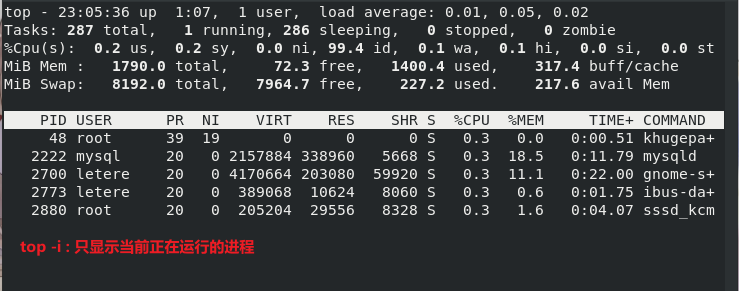 top - 23:05:36 up  1:07,  1 user,  load average: 0.01, 0.05, 0.02
Tasks: 287 total,   1 running, 286 sleeping,   0 stopped,   0 zombie
%Cpu(s):  0.2 us,  0.2 sy,  0.0 ni, 99.4 id,  0.1 wa,  0.1 hi,  0.0 si,  0.0 st
MiB Mem :   1790.0 total,     72.3 free,   1400.4 used,    317.4 buff/cache
MiB Swap:   8192.0 total,   7964.7 free,    227.2 used.    217.6 avail Mem
PID USER      PR  NI    VIRT    RES    SHR S  %CPU  %MEM     TIME+ COMMAND
48 root      39  19       0      0      0 S   0.3   0.0   0:00.51 khugepa+
2222 mysql     20   0 2157884 338960   5668 S   0.3  18.5   0:11.79 mysqld
2700 letere    20   0 4170664 203080  59920 S   0.3  11.1   0:22.00 gnome-s+
2773 letere    20   0  389068  10624   8060 S   0.3   0.6   0:01.75 ibus-da+
2880 root      20   0  205204  29556   8328 S   0.3   1.6   0:04.07 sssd_kcm
top -i : 只显示当前正在运行的进程